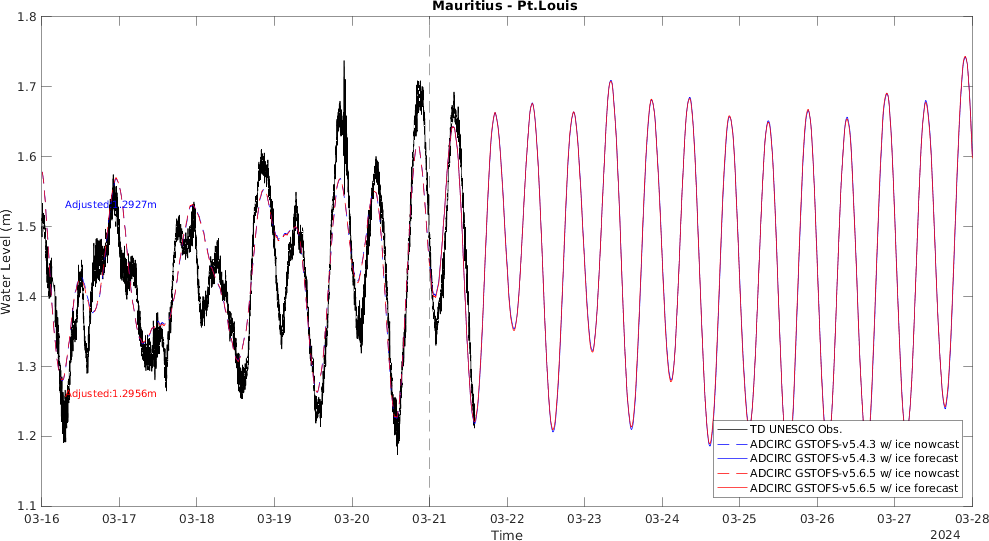 Mauritius - Pt.Louis
1.8
1.7
1.6
1.5
1.4
1.3
1.2
1.1
Water Level (m)
Adjusted:1.2927m
Adjusted:1.2956m
TD UNESCO Obs.
ADCIRC GSTOFS-v5.4.3 w/ ice nowcast
ADCIRC GSTOFS-v5.4.3 w/ ice forecast
ADCIRC GSTOFS-v5.6.5 w/ ice nowcast
ADCIRC GSTOFS-v5.6.5 w/ ice forecast
03-16 03-17 03-18 03-19 03-20 03-21 03-22 03-23 03-24 03-25 03-26 03-27 03-28
Time
2024